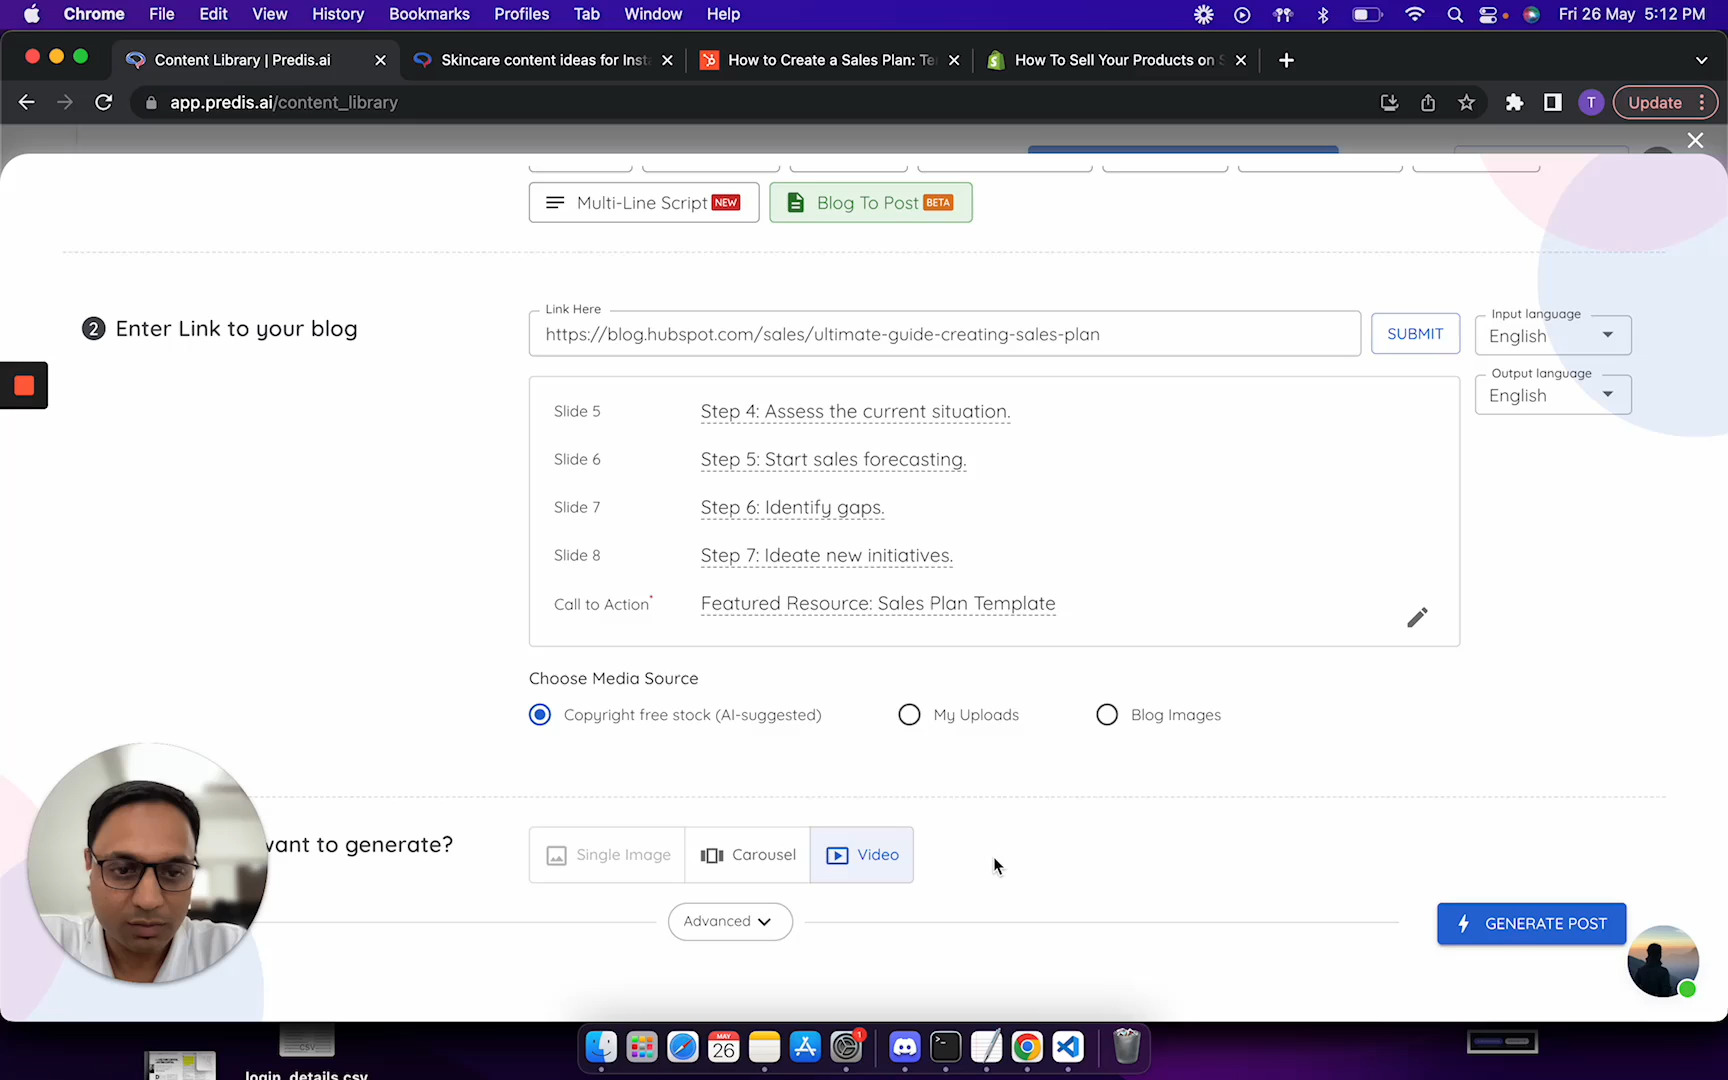 Chrome File Edit View History Bookmarks Profiles Tab Window Help Fri 26 May 5:12 PM
Content Library | Predis.ai Skincare content ideas for Inst How to Create a Sales Plan: Te How To Sell Your Products on S
app.predis.ai/content_library Update
T
Multi-Line Script NEW Blog To Post BETA
2 Enter Link to your blog
Link Here
https://blog.hubspot.com/sales/ultimate-guide-creating-sales-plan
SUBMIT
Input language
English
Output language
English
Slide 5 Step 4: Assess the current situation.
Slide 6 Step 5: Start sales forecasting.
Slide 7 Step 6: Identify gaps.
Slide 8 Step 7: Ideate new initiatives.
Call to Action* Featured Resource: Sales Plan Template
Choose Media Source
Copyright free stock (AI-suggested) My Uploads Blog Images
want to generate?
Single Image Carousel Video
Advanced
GENERATE POST
MAY
26
1
CSV
login_details.csv